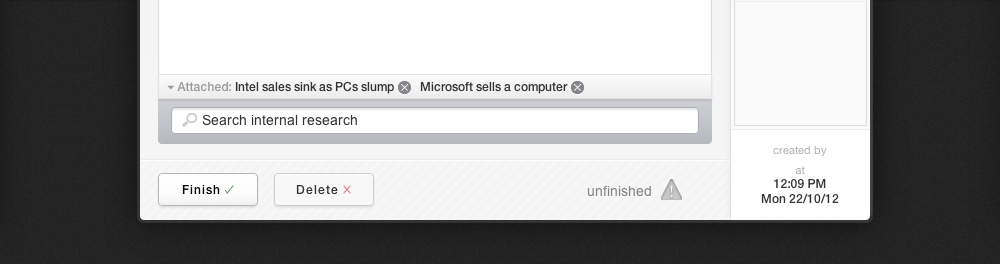 Attached: Intel sales sink as PCs slump Microsoft sells a computer
Search internal research
Finish
Delete
unfinished
created by
at
12:09 PM
Mon 22/10/12